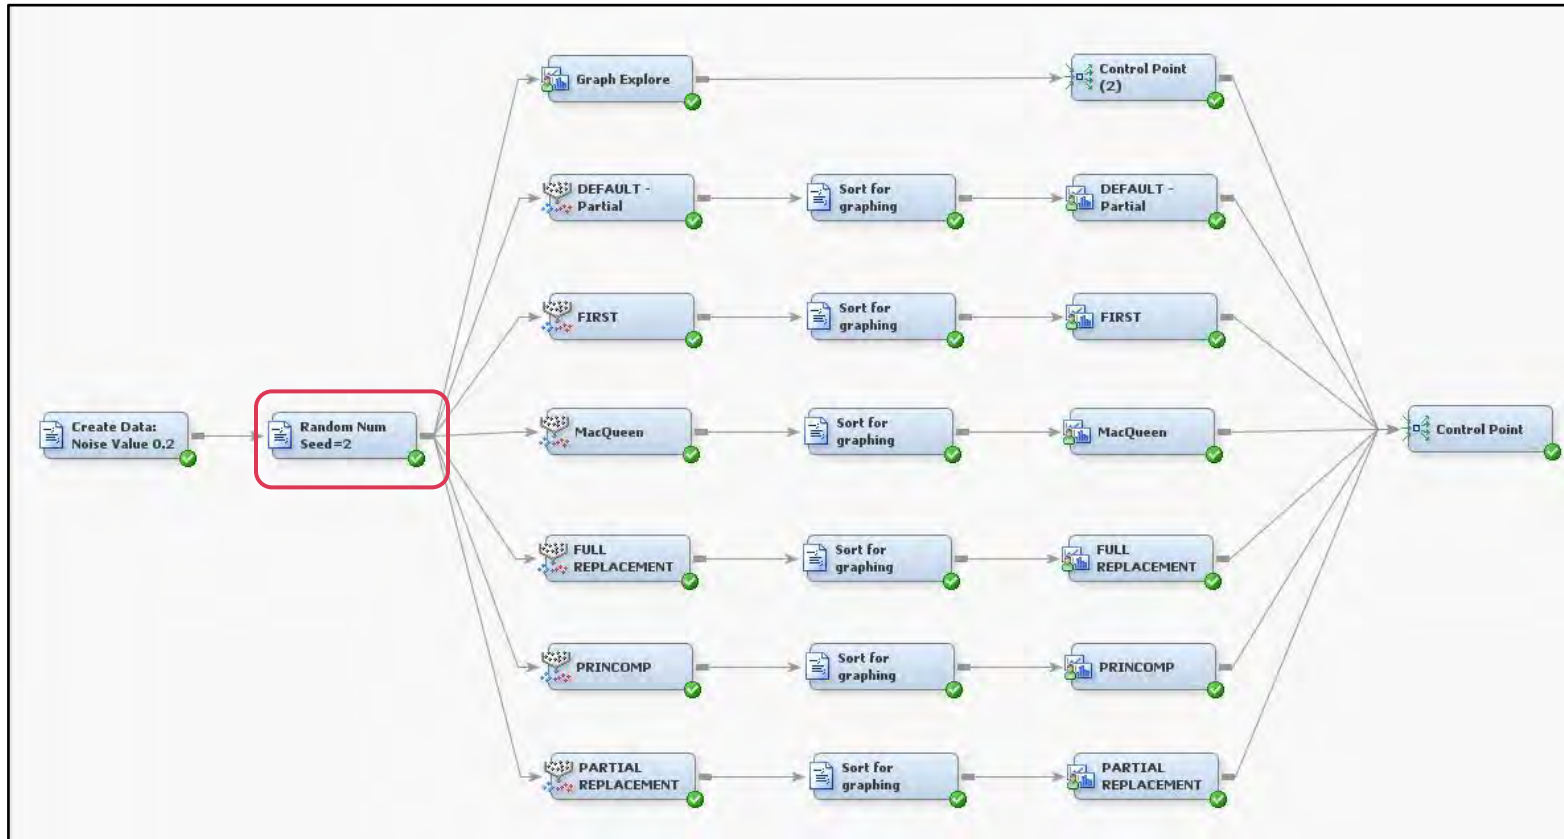 Graph Explore
Control Point
(2)
DEFAULT -
Partial
Sort for
graphing
DEFAULT -
Partial
FIRST
Sort for
graphing
FIRST
Create Data:
Noise Value 0.2
Random Num
Seed=2
MacQueen
Sort for
graphing
MacQueen
Control Point
FULL
REPLACEMENT
Sort for
graphing
FULL
REPLACEMENT
PRINCOMP
Sort for
graphing
PRINCOMP
PARTIAL
REPLACEMENT
Sort for
graphing
PARTIAL
REPLACEMENT